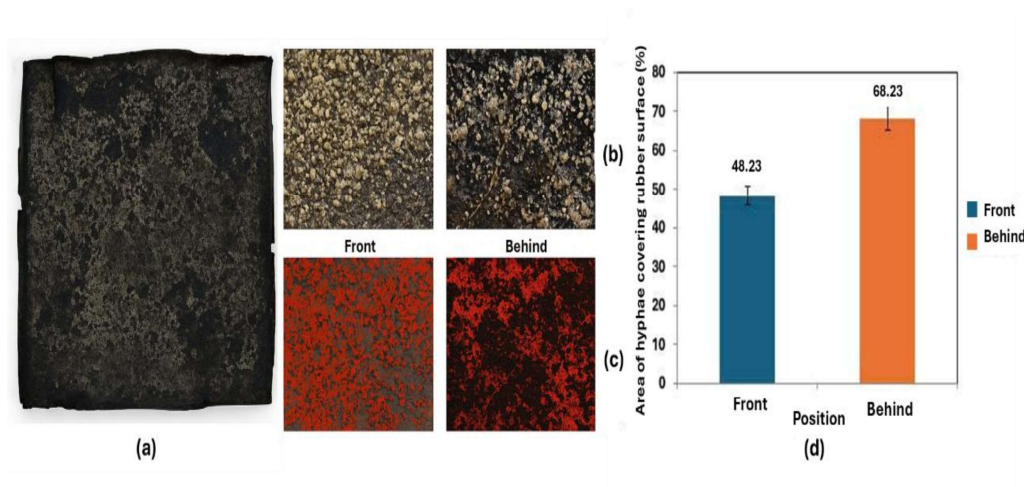 (a)
(b)
Front
Behind
(c)
Area of hyphae covering rubber surface (%)
80
70
60
50
40
30
20
10
0
48.23
68.23
Front
Behind
Position
(d)
Front
Behind